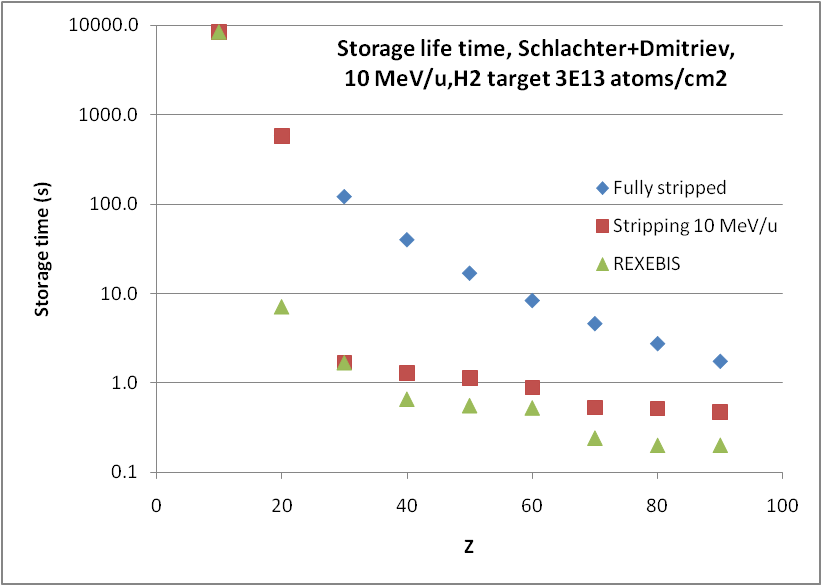 Storage life time, Schlachter+Dmitriev,
10 MeV/u,H2 target 3E13 atoms/cm2
10000.0
1000.0
100.0
10.0
1.0
0.1
Storage time (s)
Fully stripped
Stripping 10 MeV/u
REXEBIS
0 20 40 60 80 100
Z